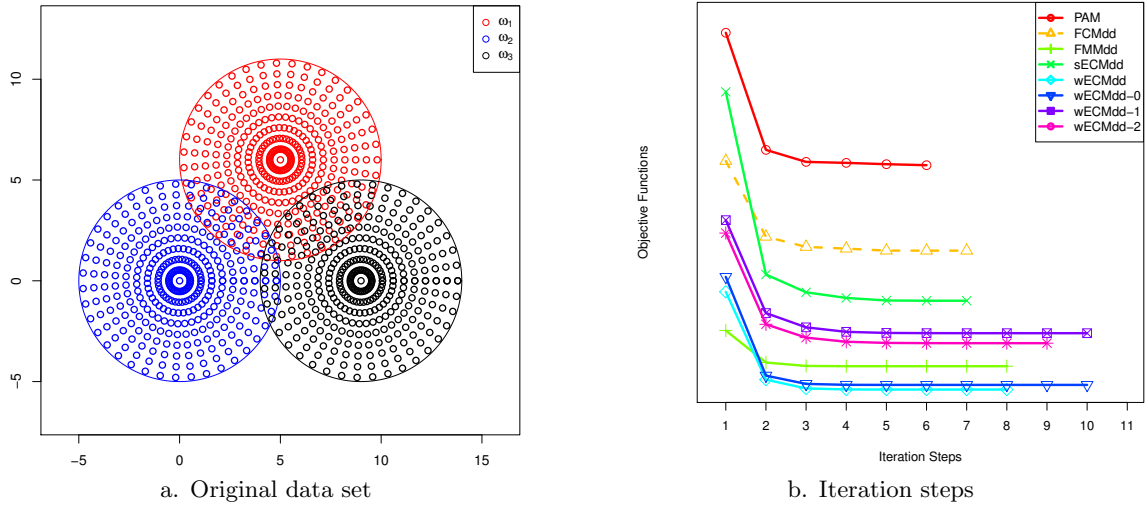 ω1
ω2
ω3
10
5
0
−5
−5 0 5 10 15
a. Original data set
PAM
FCMdd
FMMdd
sECMdd
wECMdd
wECMdd−0
wECMdd−1
wECMdd−2
Objective Functions
1 2 3 4 5 6 7 8 9 10 11
Iteration Steps
b. Iteration steps